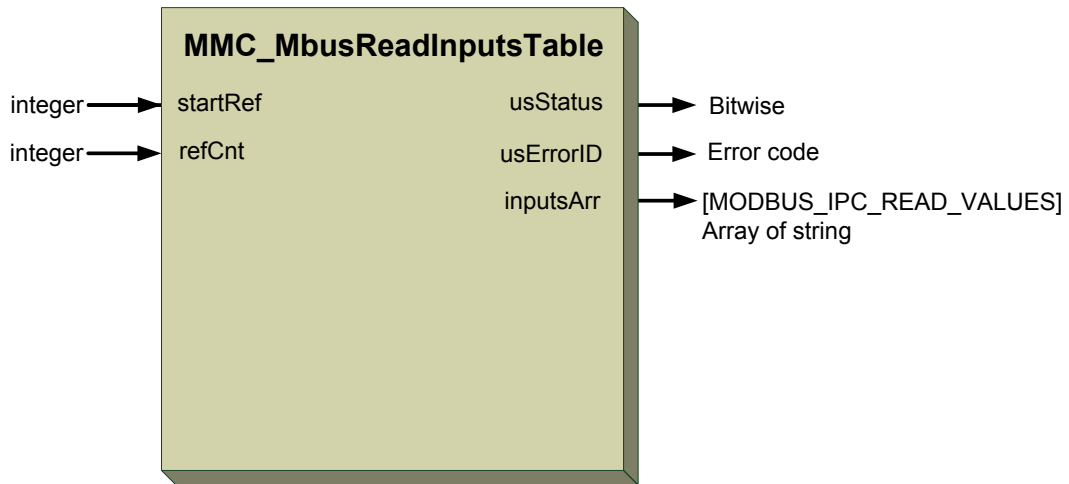 MMC_MbusReadInputsTable
integer startRef usStatus Bitwise
integer refCnt usErrorID Error code
inputsArr [MODBUS_IPC_READ_VALUES]
Array of string